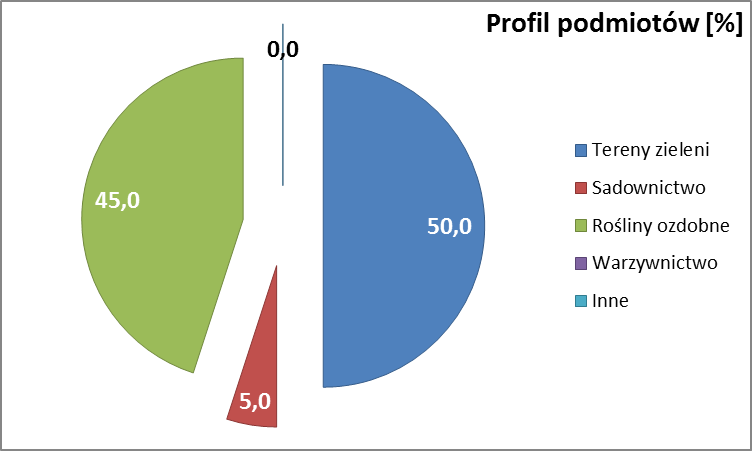 Profil podmiotów [%]
0,0
45,0
50,0
5,0
Tereny zieleni
Sadownictwo
Rośliny ozdobne
Warzywnictwo
Inne